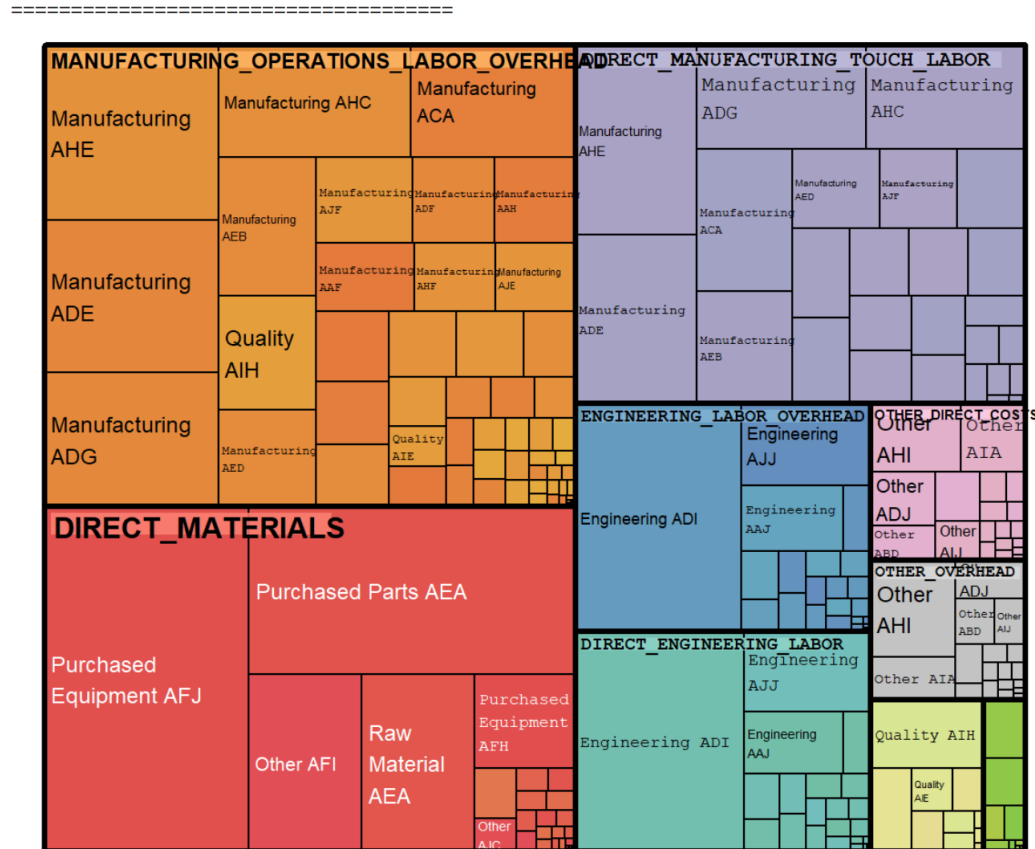 ====================================
MANUFACTURING_OPERATIONS_LABOR_OVERHEAD
Manufacturing
AHE
Manufacturing AHC
Manufacturing
ACA
Manufacturing
AEB
Manufacturing
AJF
Manufacturing
ADF
Manufacturing
AAH
Manufacturing
ADE
Manufacturing
AAF
Manufacturing
AHF
Manufacturing
AJE
Quality
AIH
Manufacturing
ADG
Manufacturing
AED
Quality
AIE
DIRECT_MANUFACTURING_TOUCH_LABOR
Manufacturing
AHE
Manufacturing
ADG
Manufacturing
AHC
Manufacturing
ACA
Manufacturing
AED
Manufacturing
AJF
Manufacturing
ADE
Manufacturing
AEB
DIRECT_MATERIALS
Purchased
Equipment AFJ
Purchased Parts AEA
Other AFI
Raw
Material
AEA
Purchased
Equipment
AFH
Other
AJC
ENGINEERING_LABOR_OVERHEAD
Engineering ADI
Engineering
AJJ
Engineering
AAJ
DIRECT_ENGINEERING_LABOR
Engineering ADI
Engineering
AJJ
Engineering
AAJ
OTHER_DIRECT_COSTS
Other
AHI
Other
AIA
Other
ADJ
Other
ABD
Other
AIJ
OTHER_OVERHEAD
Other
AHI
ADJ
Other
ABD
Other
AIJ
Other AIA
Quality AIH
Quality
AIE